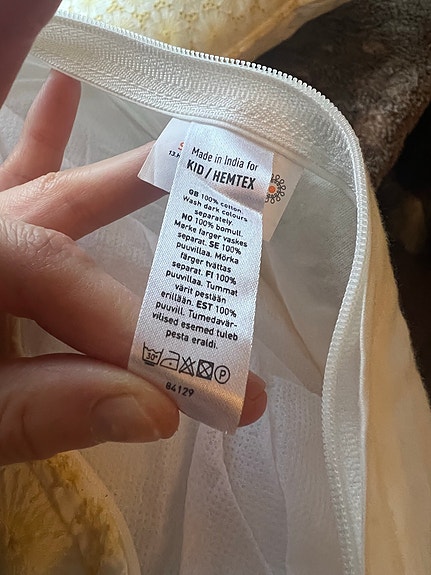 Made in India for
KID / HEMTEX
GB 100% cotton.
Wash dark colours
separately.
NO 100% bomull.
Mørke farger vaskes
separat. SE 100%
puuvillaa. Mörka
färger tvättas
separat. FI 100%
puuvillaa. Tummat
värit pestään
erillään. EST 100%
puuvill. Tumedavär-
vilised esemed tuleb
pesta eraldi.
30°
P
84129